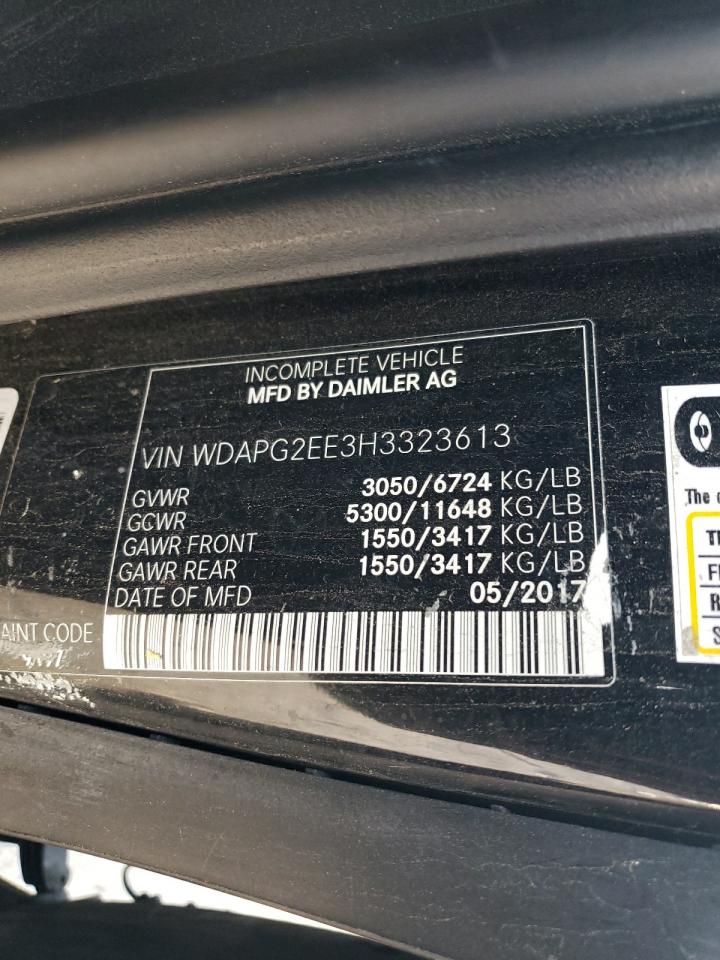 INCOMPLETE VEHICLE
MFD BY DAIMLER AG
VIN WDAPG2EE3H3323613
GVWR 3050/6724 KG/LB
GCWR 5300/11648 KG/LB
GAWR FRONT 1550/3417 KG/LB
GAWR REAR 1550/3417 KG/LB
DATE OF MFD 05/2017
AINT CODE
The